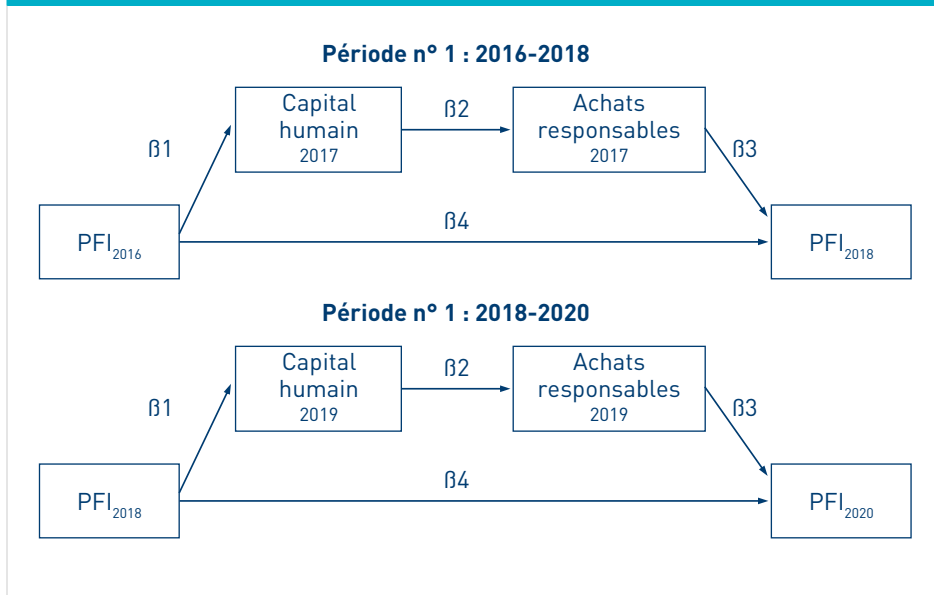 Période n° 1 : 2016-2018
Capital
humain
2017
ß2
Achats
responsables
2017
ß1
ß3
PFI2016
ß4
PFI2018
Période n° 1 : 2018-2020
Capital
humain
2019
ß2
Achats
responsables
2019
ß1
ß3
PFI2018
ß4
PFI2020